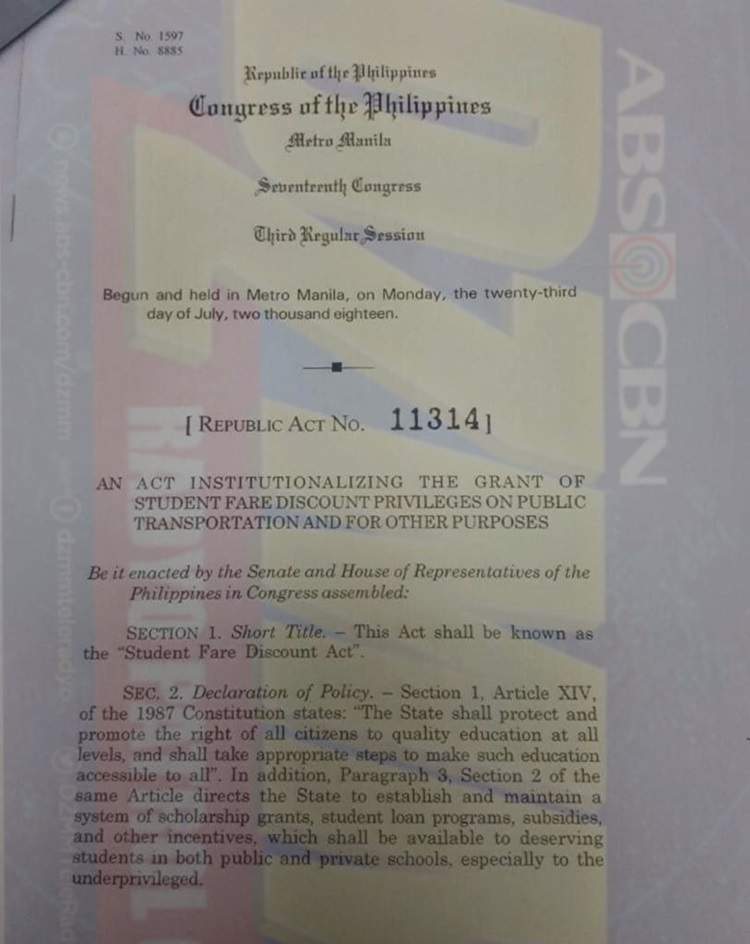 S. No. 1597
H. No. 8885
Republic of the Philippines
Congress of the Philippines
Metro Manila
Seventeenth Congress
Third Regular Session
Begun and held in Metro Manila, on Monday, the twenty-third
day of July, two thousand eighteen.
[ REPUBLIC ACT NO. 11314 ]
AN ACT INSTITUTIONALIZING THE GRANT OF
STUDENT FARE DISCOUNT PRIVILEGES ON PUBLIC
TRANSPORTATION AND FOR OTHER PURPOSES
Be it enacted by the Senate and House of Representatives of the
Philippines in Congress assembled:
SECTION 1. Short Title. – This Act shall be known as
the “Student Fare Discount Act”.
SEC. 2. Declaration of Policy. – Section 1, Article XIV,
of the 1987 Constitution states: “The State shall protect and
promote the right of all citizens to quality education at all
levels, and shall take appropriate steps to make such education
accessible to all”. In addition, Paragraph 3, Section 2 of the
same Article directs the State to establish and maintain a
system of scholarship grants, student loan programs, subsidies,
and other incentives, which shall be available to deserving
students in both public and private schools, especially to the
underprivileged.
ABS CBN